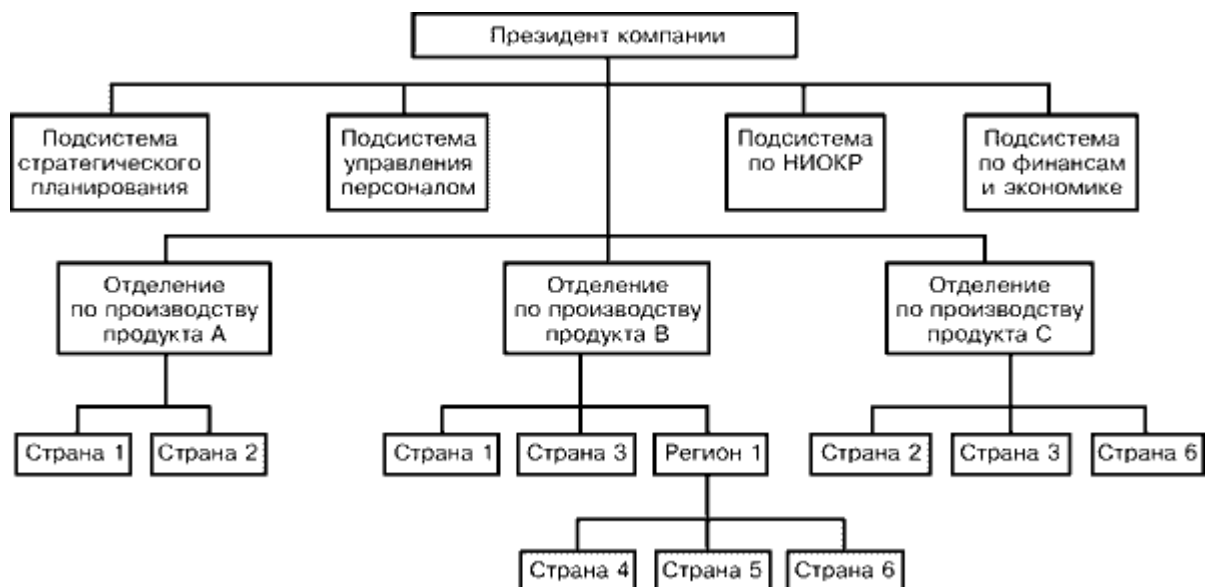 Президент компании
Подсистема
стратегического
планирования
Подсистема
управления
персоналом
Подсистема
по НИОКР
Подсистема
по финансам
и экономике
Отделение
по производству
продукта А
Отделение
по производству
продукта В
Отделение
по производству
продукта С
Страна 1
Страна 2
Страна 1
Страна 3
Регион 1
Страна 2
Страна 3
Страна 6
Страна 4
Страна 5
Страна 6